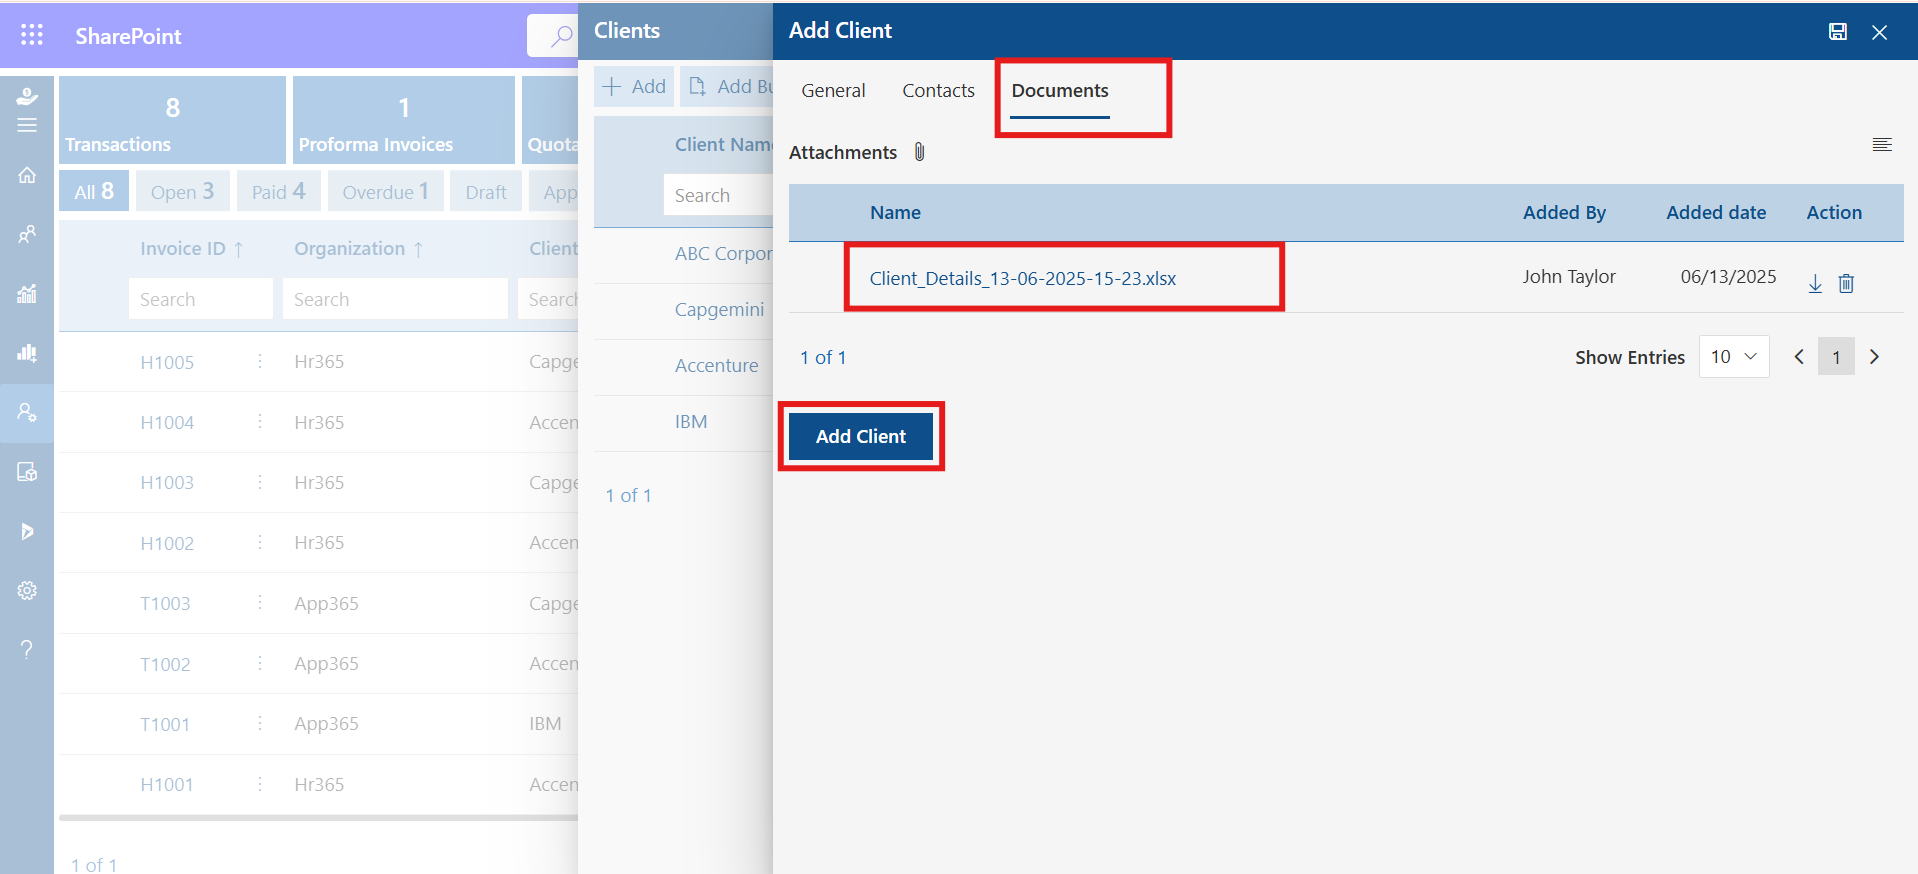 SharePoint
8
Transactions
1
Proforma Invoices
Quota
All 8
Open 3
Paid 4
Overdue 1
Draft
App
Invoice ID ↑
Organization ↑
Client
Search
Search
Search
H1005 Hr365 Capge
H1004 Hr365 Accen
H1003 Hr365 Capge
H1002 Hr365 Accen
T1003 App365 Capge
T1002 App365 Accen
T1001 App365 IBM
H1001 Hr365 Accen
1 of 1
Clients
+ Add
Add Bu
Client Name
Search
ABC Corpor
Capgemini
Accenture
IBM
1 of 1
Add Client
General
Contacts
Documents
Attachments
Name Added By Added date Action
Client_Details_13-06-2025-15-23.xlsx John Taylor 06/13/2025
1 of 1
Show Entries 10 < 1 >
Add Client